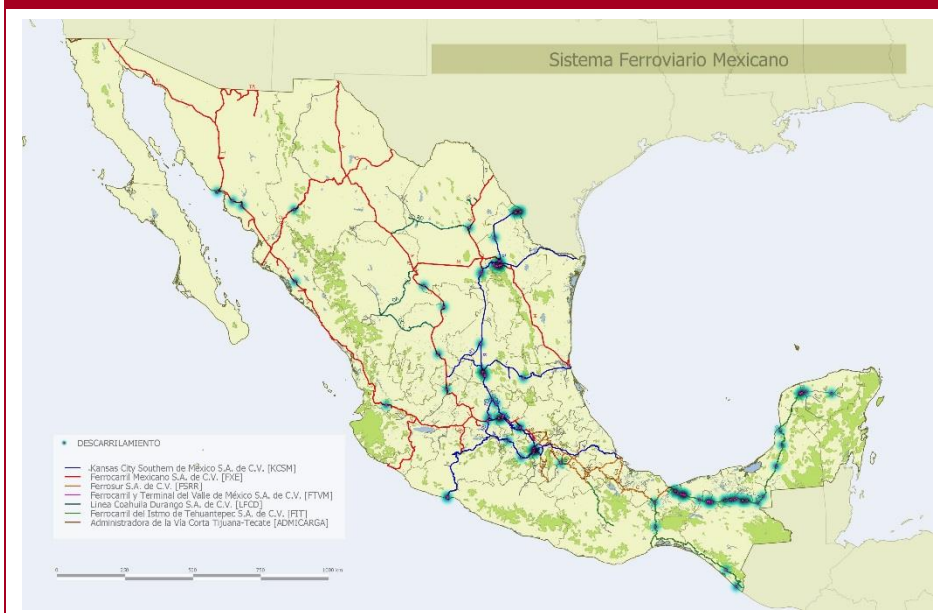 Sistema Ferroviario Mexicano
DESCARRILAMIENTO
Kansas City Southern de México S.A. de C.V. [KCSM]
Ferrocarril Mexicano S.A. de C.V. [FXE]
Ferrosur S.A. de C.V. [FSRR]
Ferrocarril y Terminal del Valle de México S.A. de C.V. [FTVM]
Línea Coahuila Durango S.A. de C.V. [LFCD]
Ferrocarril del Istmo de Tehuantepec S.A. de C.V. [FIT]
Administradora de la Vía Corta Tijuana-Tecate [ADMICARGA]
0 250 500 750 1000 km